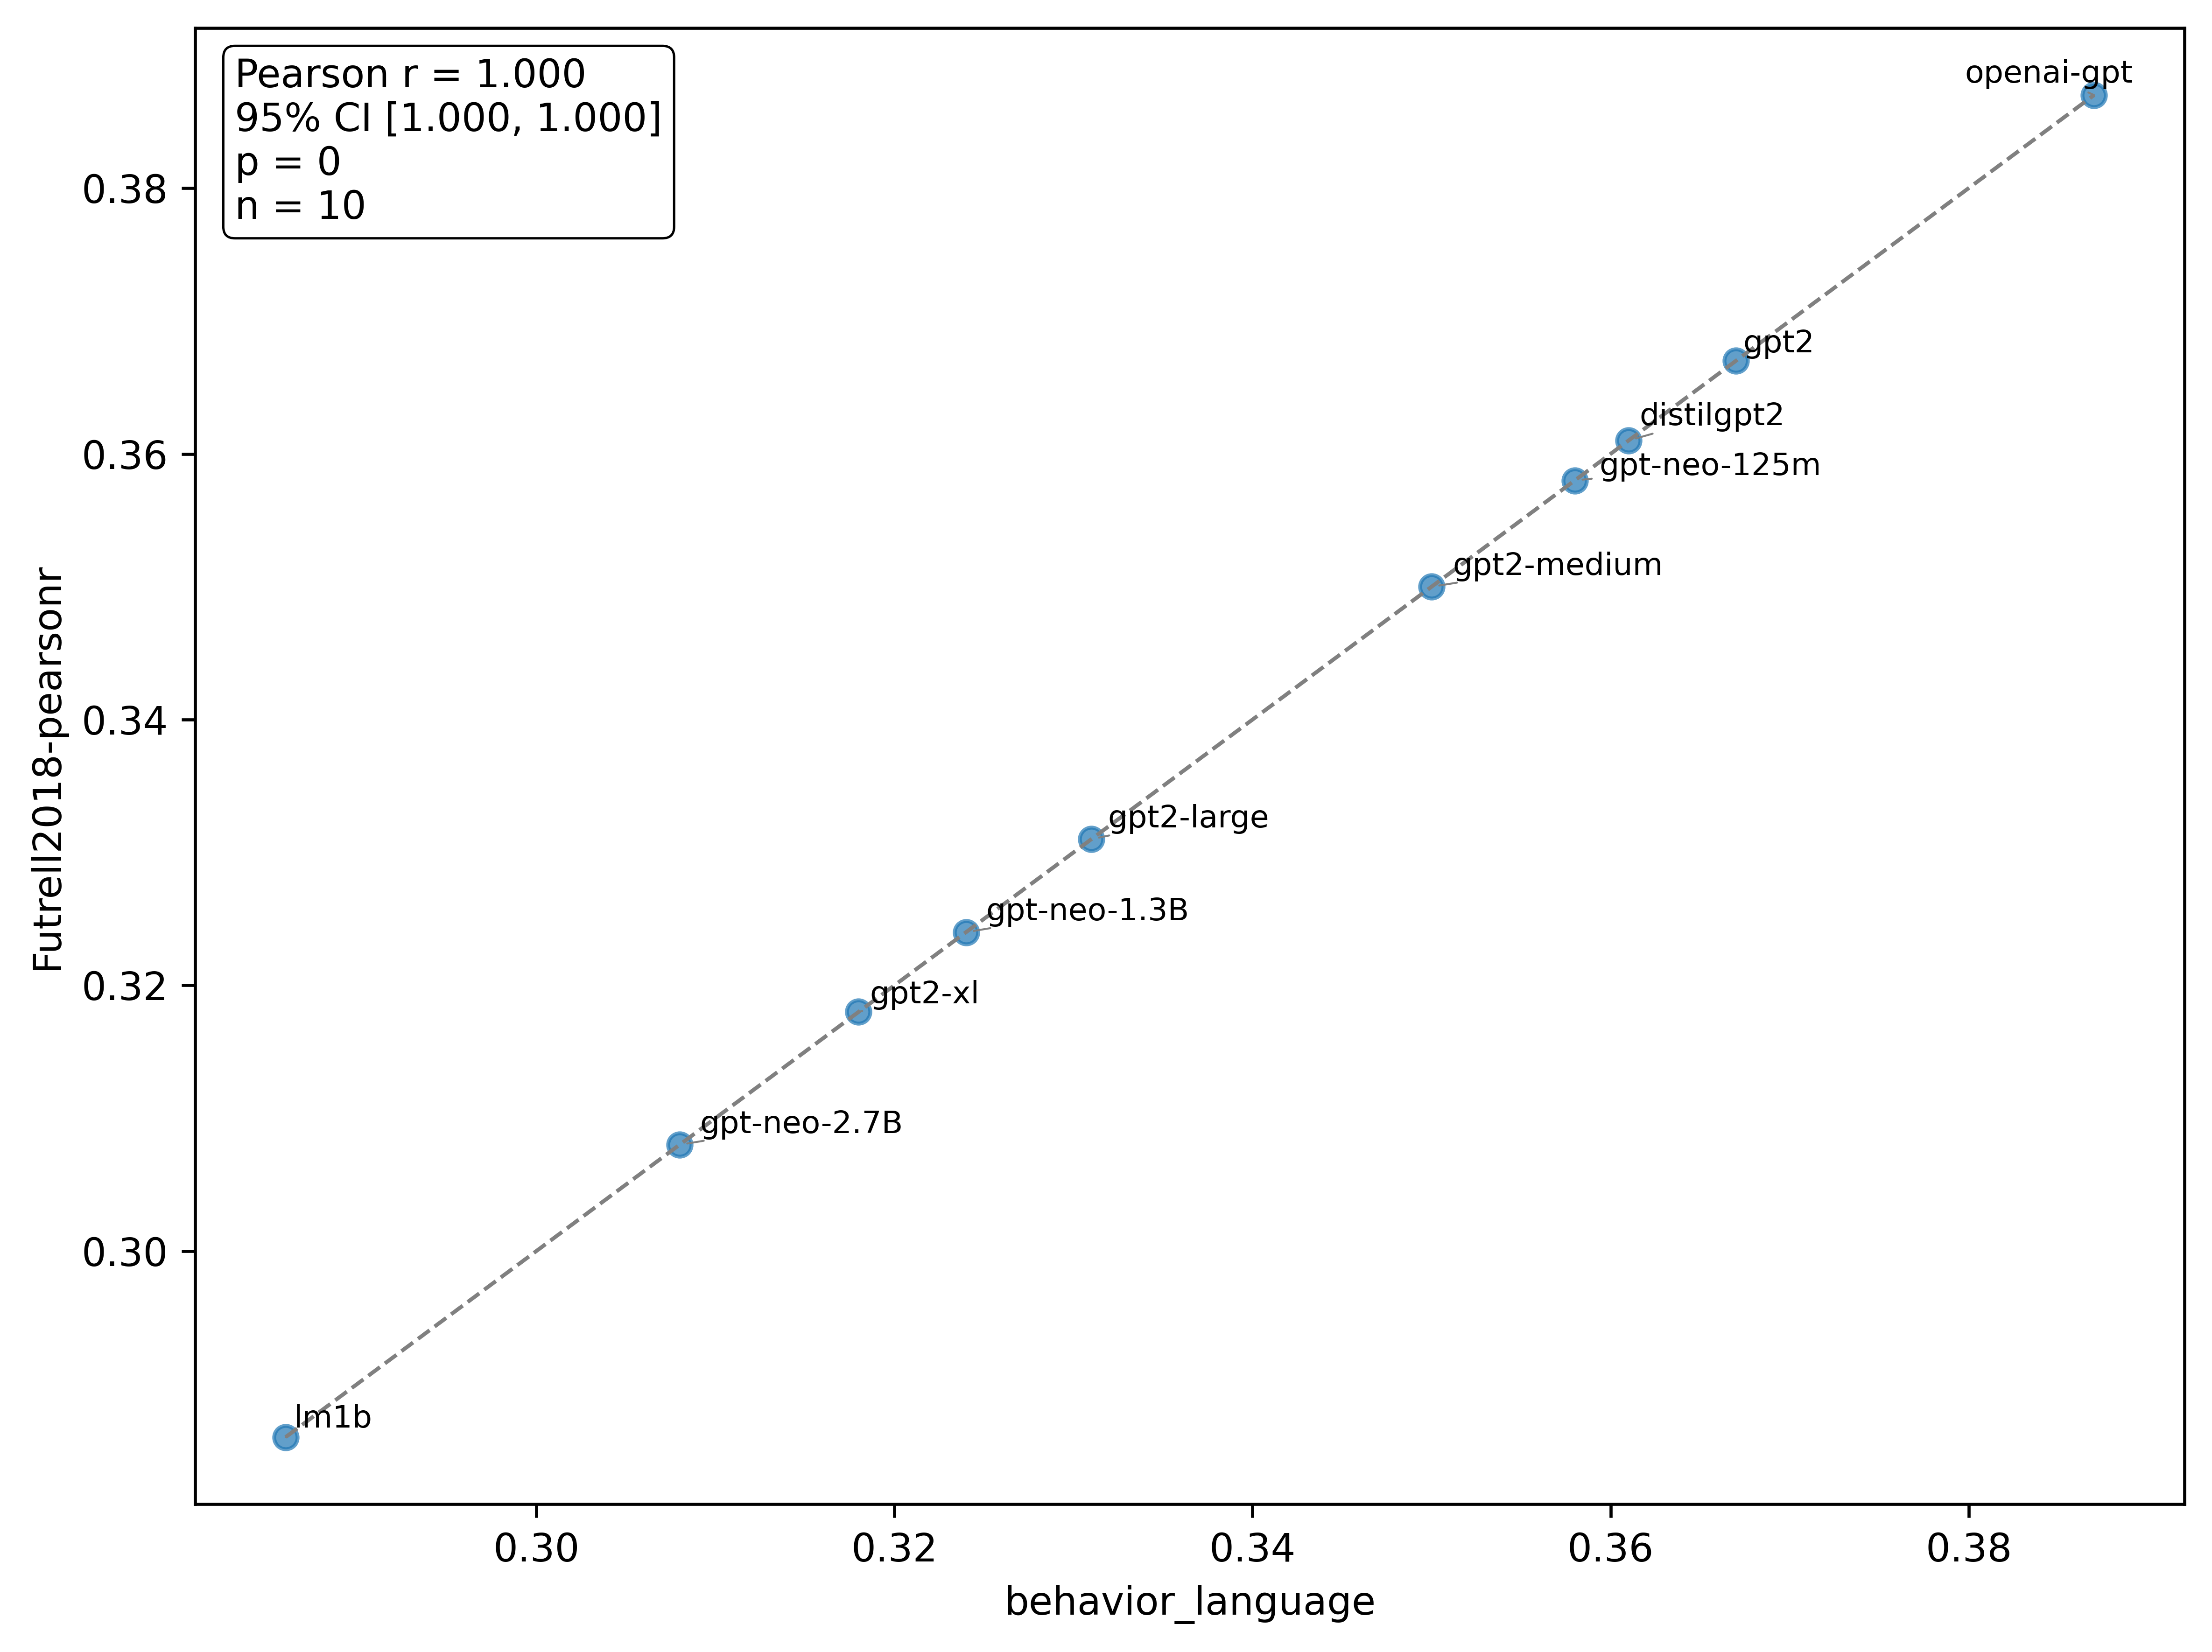 Pearson r = 1.000
95% CI [1.000, 1.000]
p = 0
n = 10
openai-gpt
gpt2
distilgpt2
gpt-neo-125m
gpt2-medium
gpt2-large
gpt-neo-1.3B
gpt2-xl
gpt-neo-2.7B
lm1b
Futrell2018-pearsonr
0.38
0.36
0.34
0.32
0.30
0.30 0.32 0.34 0.36 0.38
behavior_language